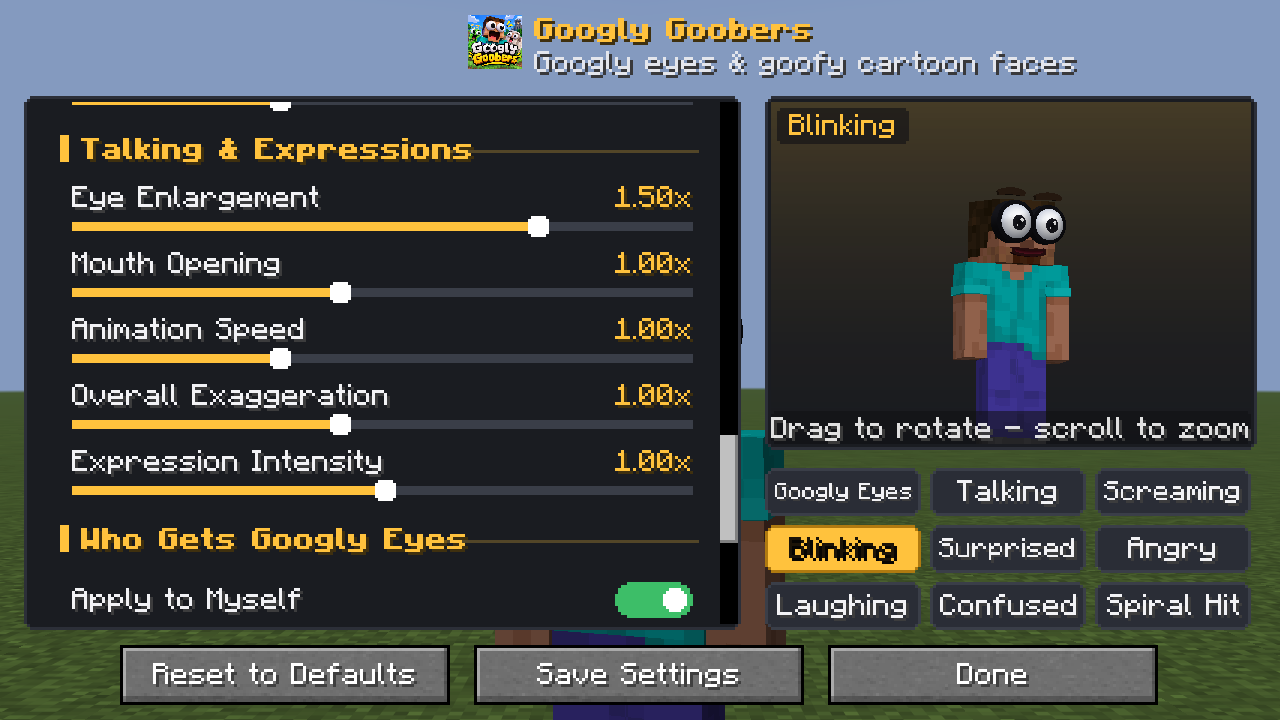 Googly Goobers
Googly Goobers
Googly eyes & goofy cartoon faces
Talking & Expressions
Eye Enlargement 1.50x
Mouth Opening 1.00x
Animation Speed 1.00x
Overall Exaggeration 1.00x
Expression Intensity 1.00x
Who Gets Googly Eyes
Apply to Myself
Blinking
Drag to rotate - scroll to zoom
Googly Eyes Talking Screaming
Blinking Surprised Angry
Laughing Confused Spiral Hit
Reset to Defaults Save Settings Done